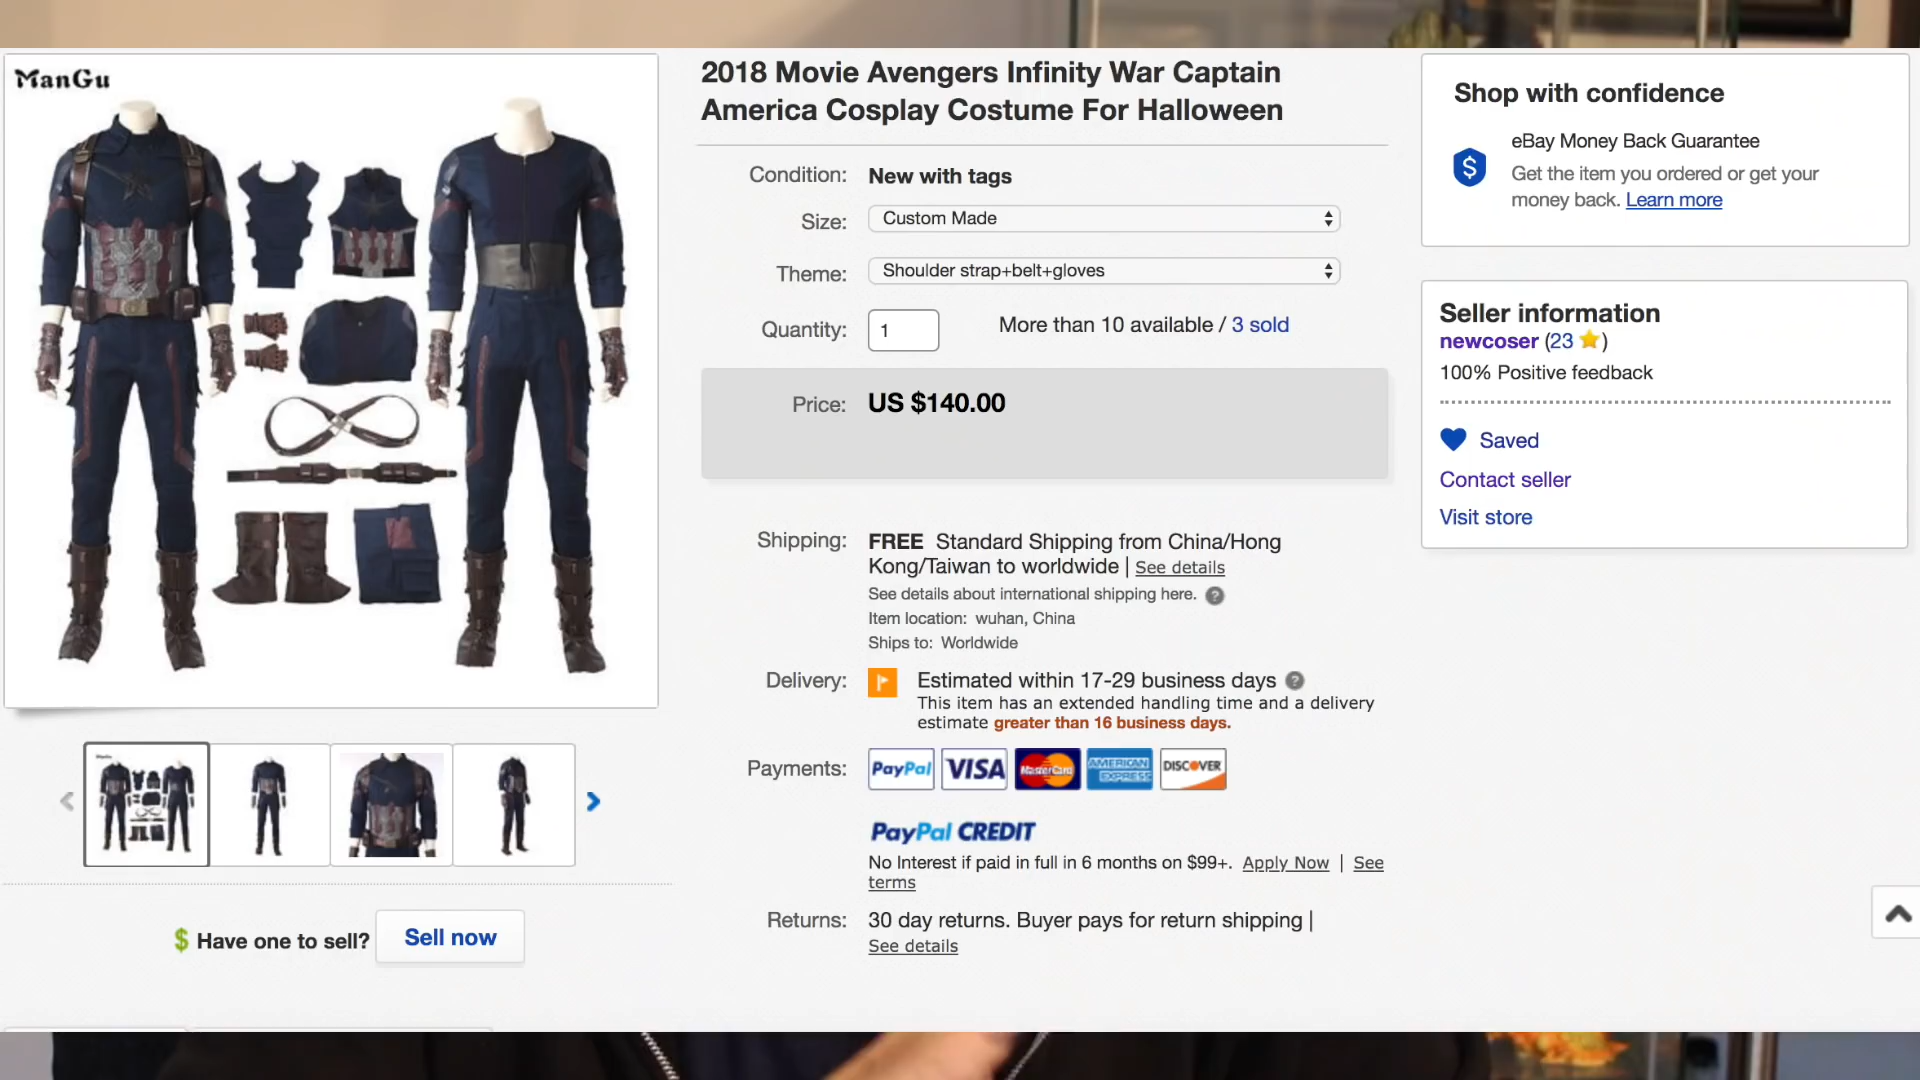 ManGu
2018 Movie Avengers Infinity War Captain
America Cosplay Costume For Halloween
Condition: New with tags
Size: Custom Made
Theme: Shoulder strap+belt+gloves
Quantity: 1 More than 10 available / 3 sold
Price: US $140.00
Shipping: FREE Standard Shipping from China/Hong
Kong/Taiwan to worldwide | See details
See details about international shipping here. ?
Item location: wuhan, China
Ships to: Worldwide
Delivery: Estimated within 17-29 business days ?
This item has an extended handling time and a delivery
estimate greater than 16 business days.
Payments: PayPal VISA MasterCard AMERICAN EXPRESS DISCOVER
PayPal CREDIT
No Interest if paid in full in 6 months on $99+. Apply Now | See
terms
Returns: 30 day returns. Buyer pays for return shipping |
See details
$ Have one to sell? Sell now
Shop with confidence
eBay Money Back Guarantee
$ Get the item you ordered or get your
money back. Learn more
Seller information
newcoser (23 ⭐)
100% Positive feedback
Saved
Contact seller
Visit store